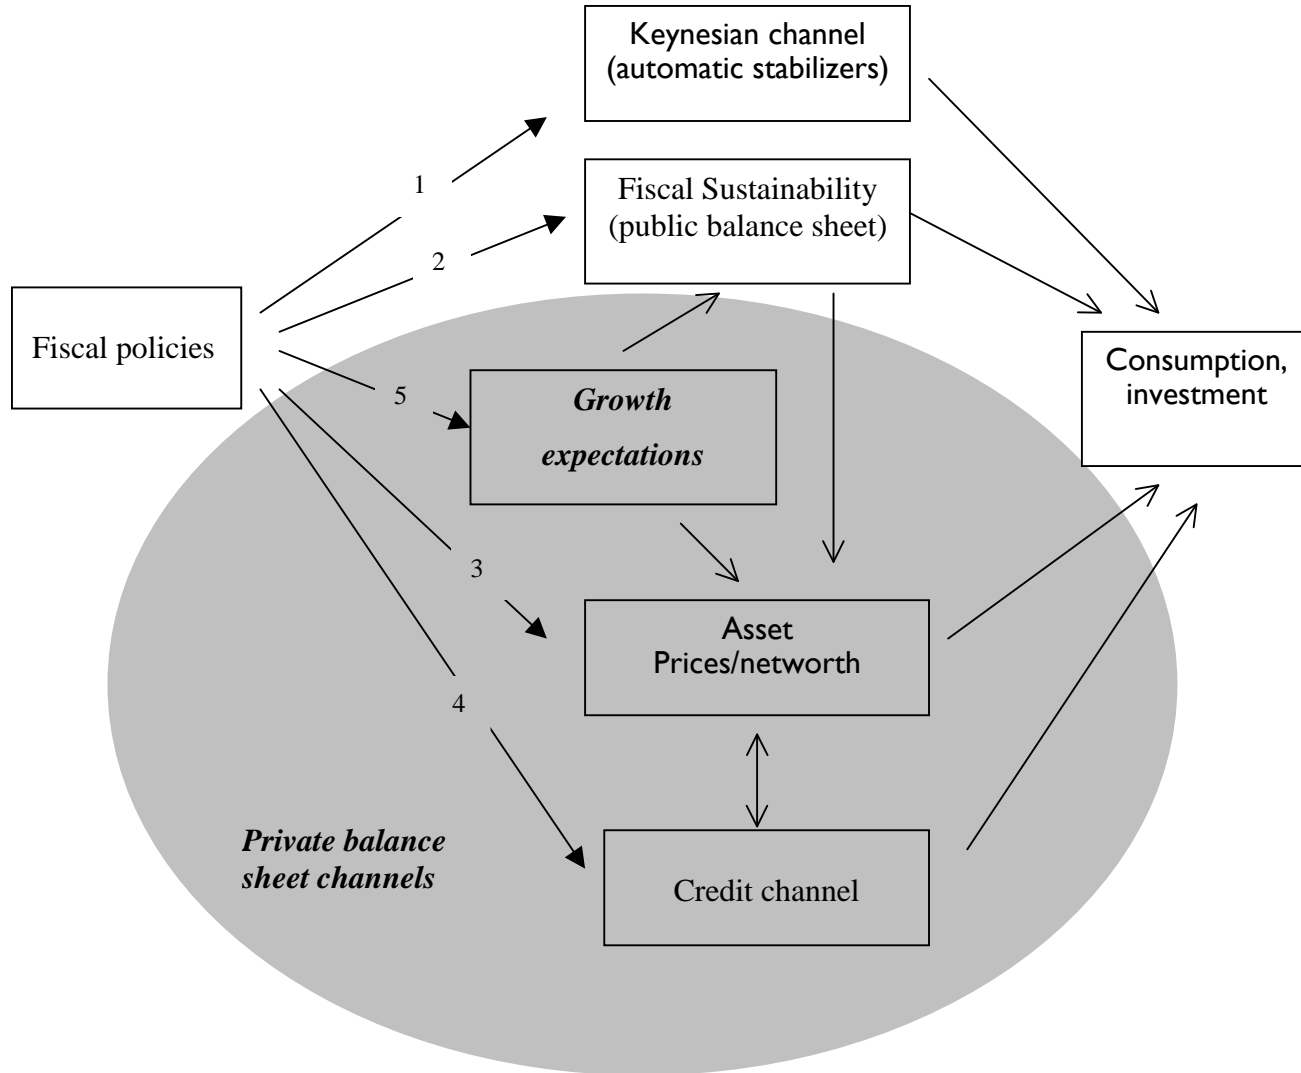 Keynesian channel
(automatic stabilizers)
1
Fiscal Sustainability
(public balance sheet)
2
Fiscal policies
Consumption,
investment
5
Growth
expectations
3
Asset
Prices/networth
4
Private balance
sheet channels
Credit channel